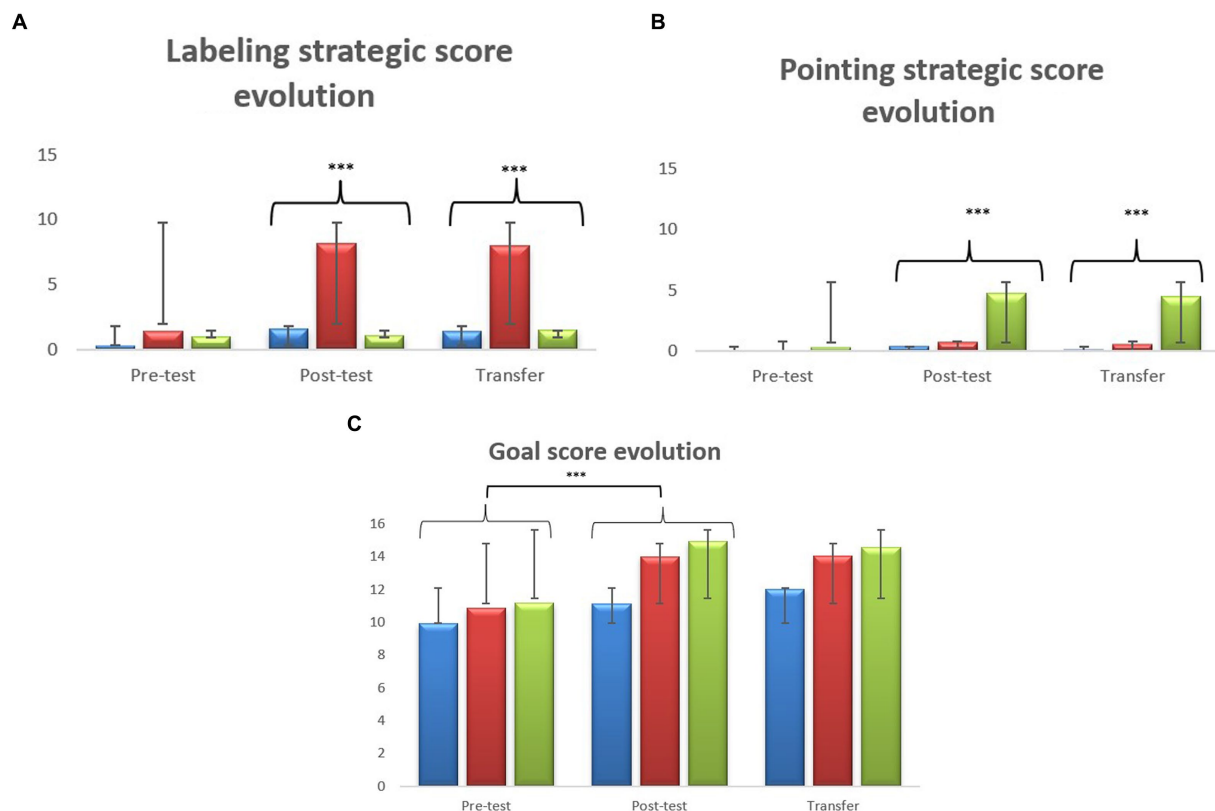 A
Labeling strategic score
evolution
15
***
***
10
5
0
Pre-test
Post-test
Transfer
B
Pointing strategic score
evolution
15
***
***
10
5
0
Pre-test
Post-test
Transfer
C
Goal score evolution
***
16
14
12
10
8
6
4
2
0
Pre-test
Post-test
Transfer